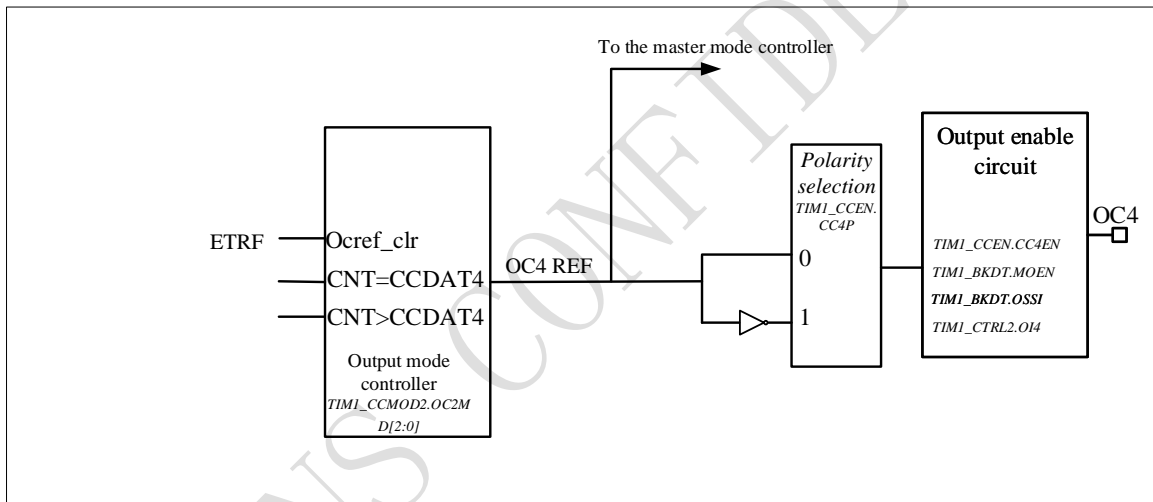 To the master mode controller
ETRF
Ocref_clr
CNT=CCDAT4
CNT>CCDAT4
Output mode
controller
TIM1_CCMOD2.OC2M
D[2:0]
OC4 REF
0
1
Polarity
selection
TIM1_CCEN.
CC4P
Output enable
circuit
TIM1_CCEN.CC4EN
TIM1_BKDT.MOEN
TIM1_BKDT.OSSI
TIM1_CTRL2.OI4
OC4
NS CONFIDE